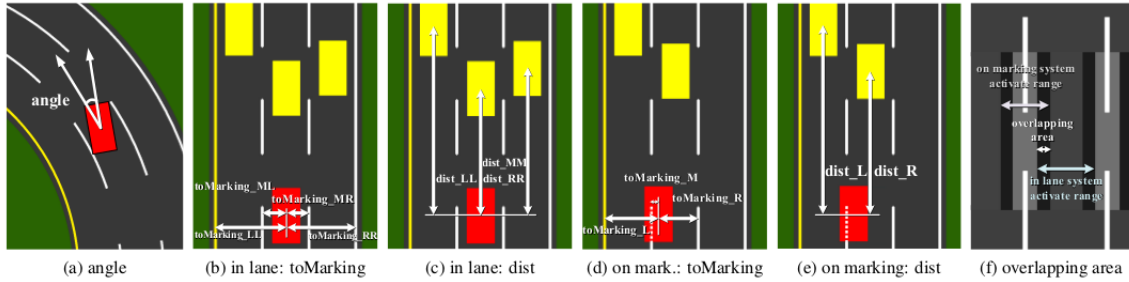 angle
toMarking_ML
toMarking_MR
toMarking_LL
toMarking_RR
dist_MM
dist_LL
dist_RR
toMarking_M
toMarking_R
toMarking_L
dist_L
dist_R
on marking system
activate range
overlapping
area
in lane system
activate range
(a) angle
(b) in lane: toMarking
(c) in lane: dist
(d) on mark.: toMarking
(e) on marking: dist
(f) overlapping area